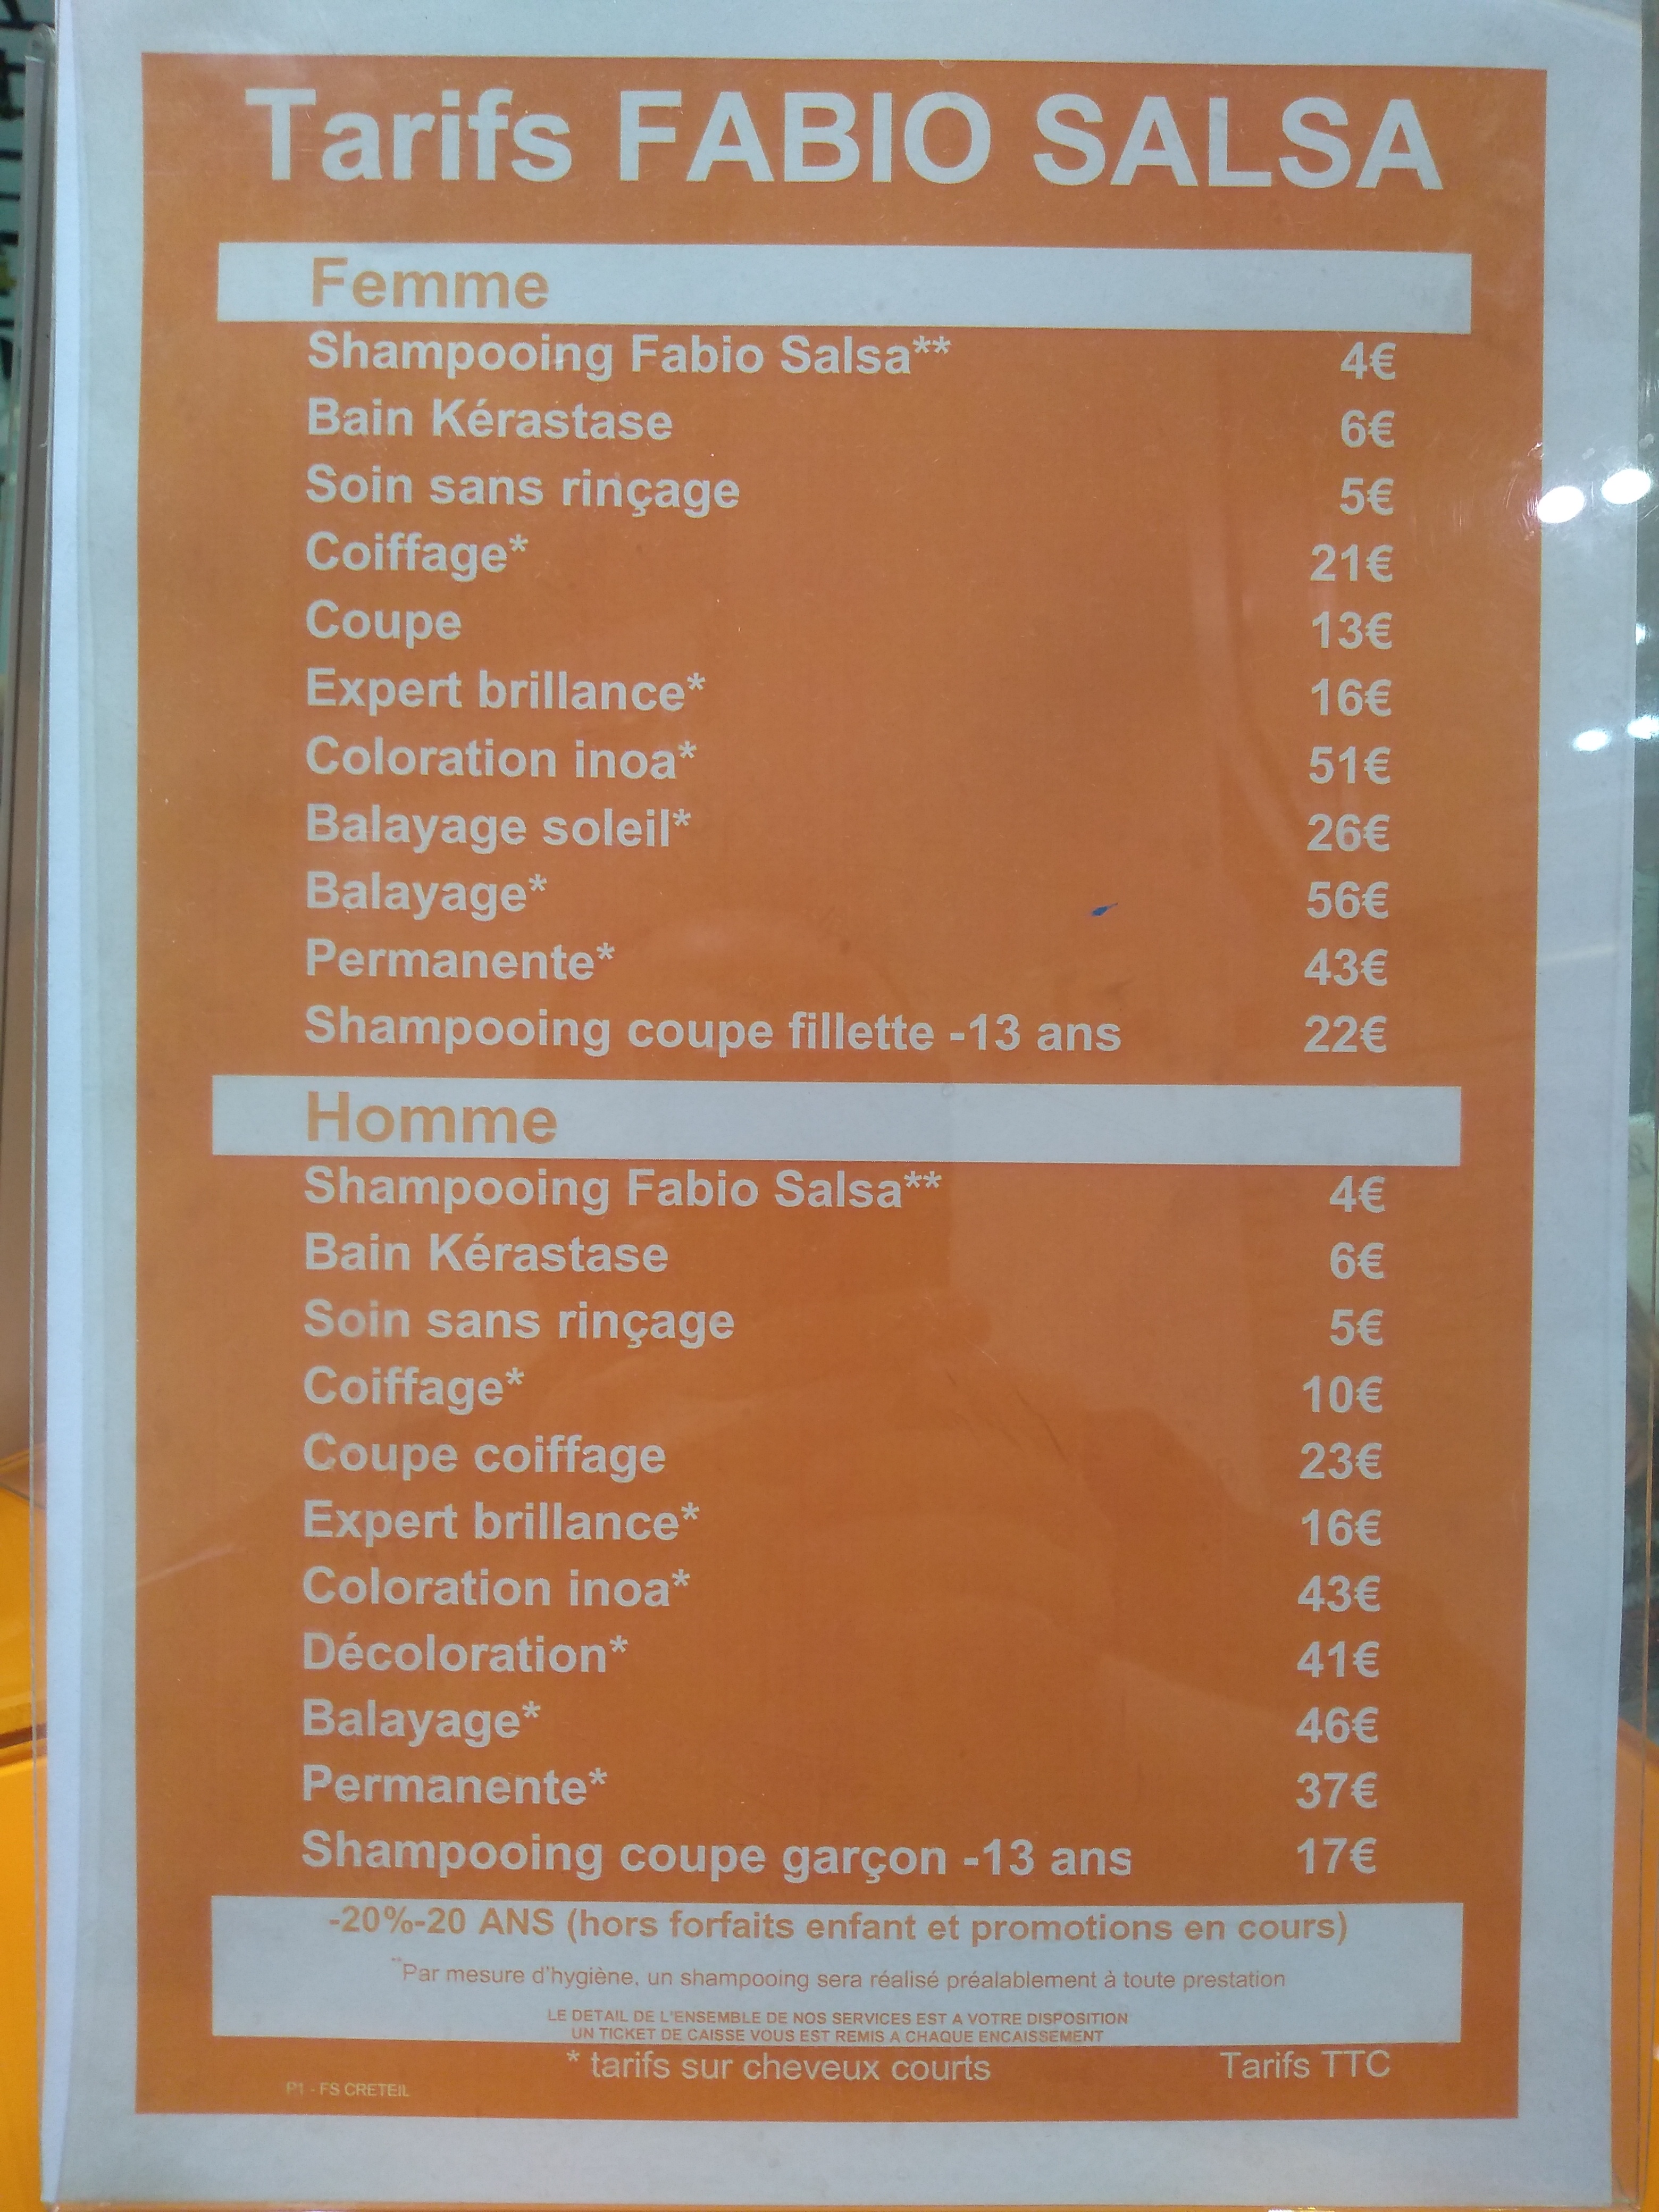 Tarifs FABIO SALSA
Femme
Shampooing Fabio Salsa** 4€
Bain Kérastase 6€
Soin sans rinçage 5€
Coiffage* 21€
Coupe 13€
Expert brillance* 16€
Coloration inoa* 51€
Balayage soleil* 26€
Balayage* 56€
Permanente* 43€
Shampooing coupe fillette -13 ans 22€
Homme
Shampooing Fabio Salsa** 4€
Bain Kérastase 6€
Soin sans rinçage 5€
Coiffage* 10€
Coupe coiffage 23€
Expert brillance* 16€
Coloration inoa* 43€
Décoloration* 41€
Balayage* 46€
Permanente* 37€
Shampooing coupe garçon -13 ans 17€
-20%-20 ANS (hors forfaits enfant et promotions en cours)
**Par mesure d'hygiène, un shampooing sera réalisé préalablement à toute prestation
LE DETAIL DE L'ENSEMBLE DE NOS SERVICES EST A VOTRE DISPOSITION
UN TICKET DE CAISSE VOUS EST REMIS A CHAQUE ENCAISSEMENT
* tarifs sur cheveux courts Tarifs TTC
P1 - FS CRETEIL